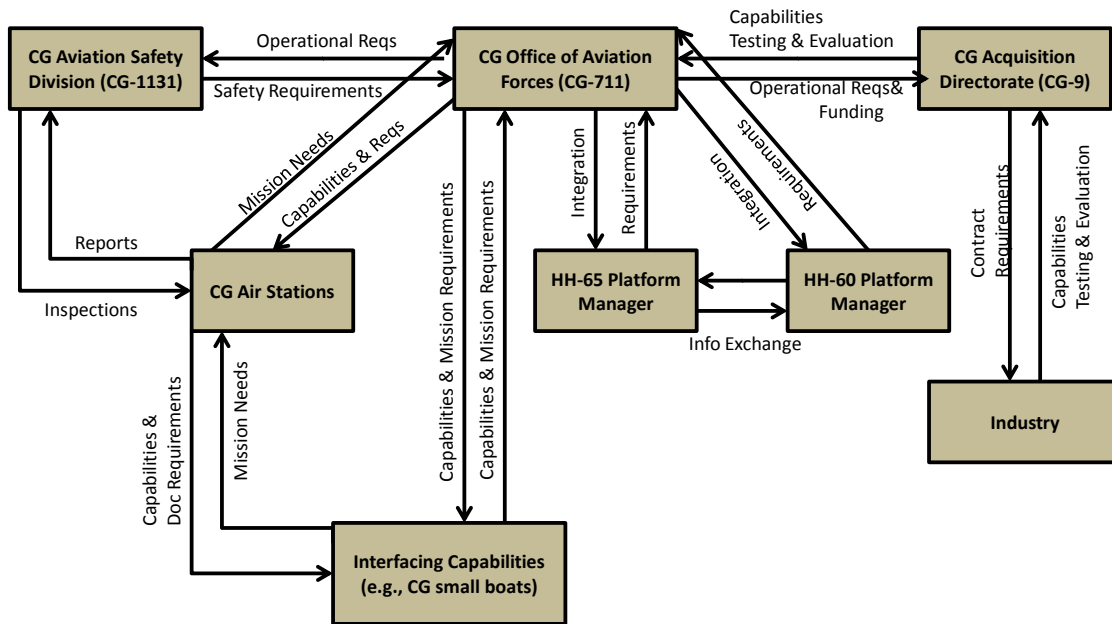 Capabilities
Testing & Evaluation
CG Aviation Safety
Division (CG-1131)
Operational Reqs
Safety Requirements
CG Office of Aviation
Forces (CG-711)
CG Acquisition
Directorate (CG-9)
Operational Reqs&
Funding
Mission Needs
Capabilities & Reqs
Integration
Requirements
Integration
Requirements
Reports
Inspections
CG Air Stations
HH-65 Platform
Manager
HH-60 Platform
Manager
Info Exchange
Contract
Requirements
Capabilities
Testing & Evaluation
Capabilities &
Doc Requirements
Mission Needs
Capabilities & Mission Requirements
Capabilities & Mission Requirements
Industry
Interfacing Capabilities
(e.g., CG small boats)